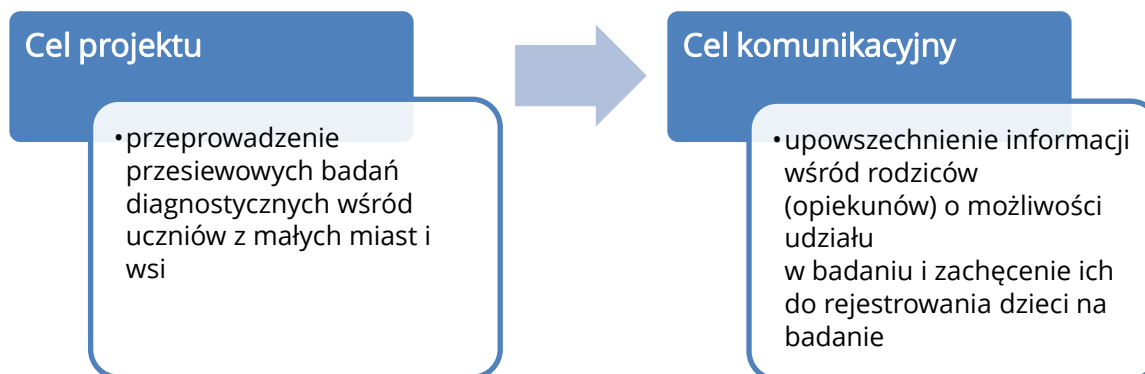 Cel projektu
•przeprowadzenie
przesiewowych badań
diagnostycznych wśród
uczniów z małych miast i
wsi
Cel komunikacyjny
•upowszechnienie informacji
wśród rodziców
(opiekunów) o możliwości
udziału
w badaniu i zachęcenie ich
do rejestrowania dzieci na
badanie